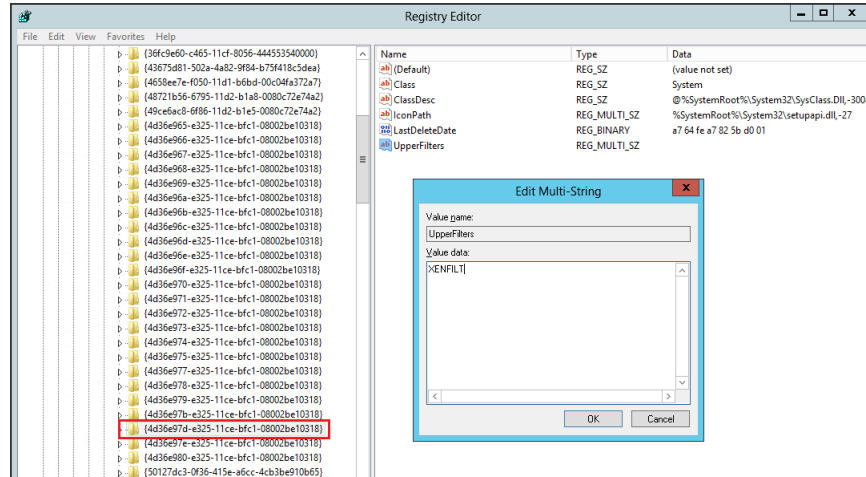 Registry Editor
File Edit View Favorites Help
{36fc9e60-c465-11cf-8056-444553540000}
{43675d81-502a-4a82-9f84-b75f418c5dea}
{4658ee7e-f050-11d1-b6bd-00c04fa372a7}
{48721b56-6795-11d2-b1a8-0080c72e74a2}
{49ce6ac8-6f86-11d2-b1e5-0080c72e74a2}
{4d36e965-e325-11ce-bfc1-08002be10318}
{4d36e966-e325-11ce-bfc1-08002be10318}
{4d36e967-e325-11ce-bfc1-08002be10318}
{4d36e968-e325-11ce-bfc1-08002be10318}
{4d36e969-e325-11ce-bfc1-08002be10318}
{4d36e96a-e325-11ce-bfc1-08002be10318}
{4d36e96b-e325-11ce-bfc1-08002be10318}
{4d36e96c-e325-11ce-bfc1-08002be10318}
{4d36e96d-e325-11ce-bfc1-08002be10318}
{4d36e96e-e325-11ce-bfc1-08002be10318}
{4d36e96f-e325-11ce-bfc1-08002be10318}
{4d36e970-e325-11ce-bfc1-08002be10318}
{4d36e971-e325-11ce-bfc1-08002be10318}
{4d36e972-e325-11ce-bfc1-08002be10318}
{4d36e973-e325-11ce-bfc1-08002be10318}
{4d36e974-e325-11ce-bfc1-08002be10318}
{4d36e975-e325-11ce-bfc1-08002be10318}
{4d36e977-e325-11ce-bfc1-08002be10318}
{4d36e978-e325-11ce-bfc1-08002be10318}
{4d36e979-e325-11ce-bfc1-08002be10318}
{4d36e97b-e325-11ce-bfc1-08002be10318}
{4d36e97d-e325-11ce-bfc1-08002be10318}
{4d36e97e-e325-11ce-bfc1-08002be10318}
{4d36e980-e325-11ce-bfc1-08002be10318}
{50127dc3-0f36-415e-a6cc-4cb3be910b65}
Name Type Data
(Default) REG_SZ (value not set)
Class REG_SZ System
ClassDesc REG_SZ @%SystemRoot%\System32\SysClass.Dll,-300
IconPath REG_MULTI_SZ %SystemRoot%\System32\setupapi.dll,-27
LastDeleteDate REG_BINARY a7 64 fe a7 82 5b d0 01
UpperFilters REG_MULTI_SZ
Edit Multi-String
Value name:
UpperFilters
Value data:
XENFILT
OK Cancel